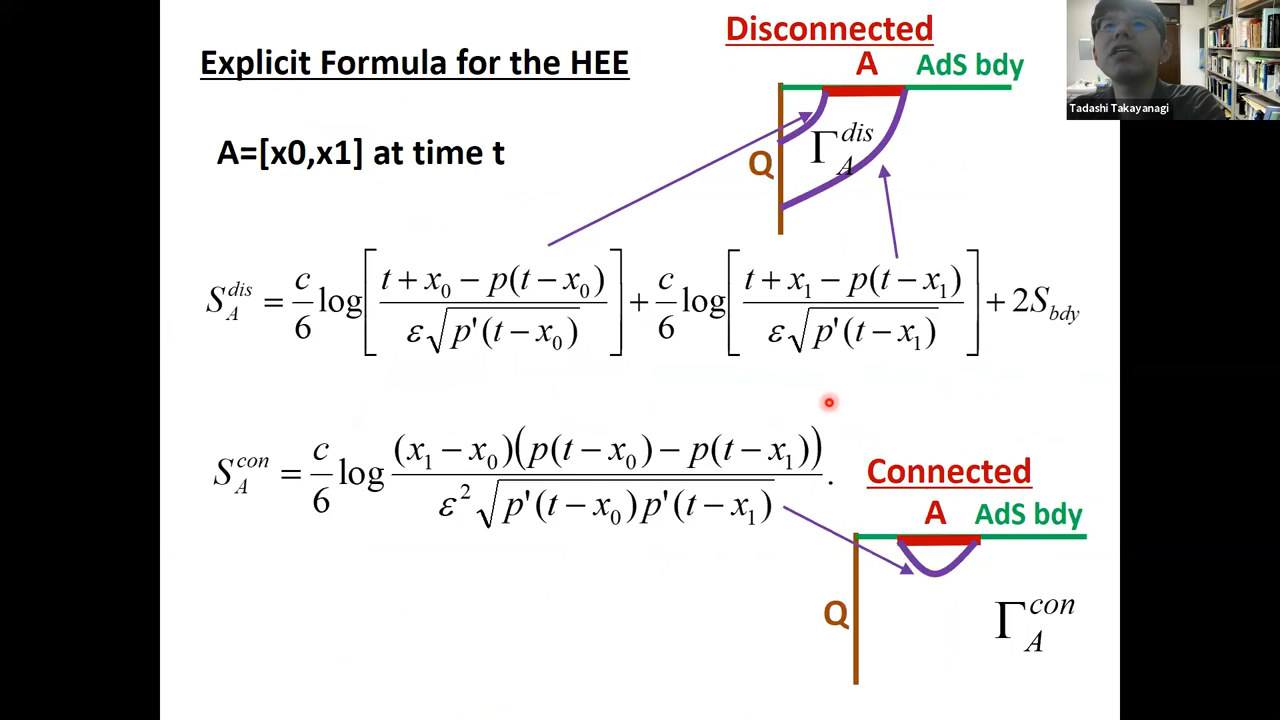 Explicit Formula for the HEE
Disconnected
A AdS bdy
Tadashi Takayanagi
A=[x0,x1] at time t
Q
Γ_A^{dis}
S_A^{dis} = c/6 log[ (t + x_0 − p(t − x_0)) / (ε√(p'(t − x_0))) ] + c/6 log[ (t + x_1 − p(t − x_1)) / (ε√(p'(t − x_1))) ] + 2S_{bdy}
S_A^{con} = c/6 log (x_1 − x_0)(p(t − x_0) − p(t − x_1)) / (ε^2 √(p'(t − x_0)p'(t − x_1))) .
Connected
A AdS bdy
Q
Γ_A^{con}